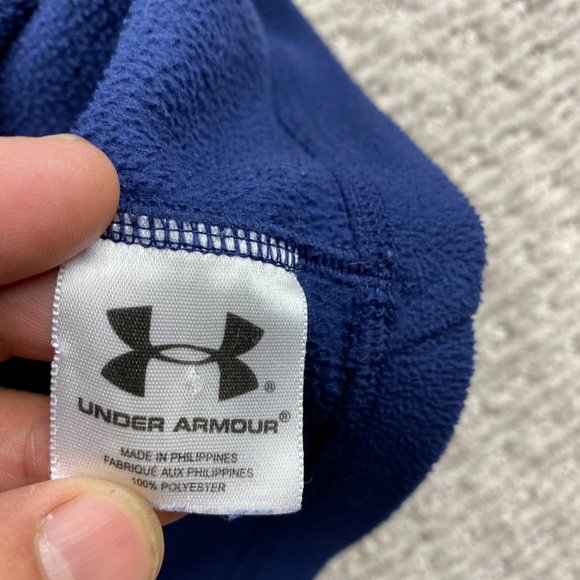 ®
UNDER ARMOUR®
MADE IN PHILIPPINES
FABRIQUÉ AUX PHILIPPINES
100% POLYESTER